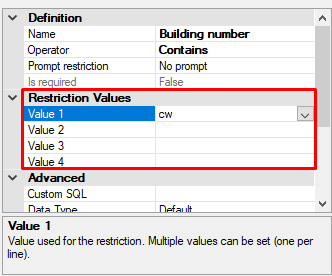 Definition
Name Building number
Operator Contains
Prompt restriction No prompt
Is required False
Restriction Values
Value 1 cw
Value 2
Value 3
Value 4
Advanced
Custom SQL
Data Type Default
Value 1
Value used for the restriction. Multiple values can be set (one per
line).